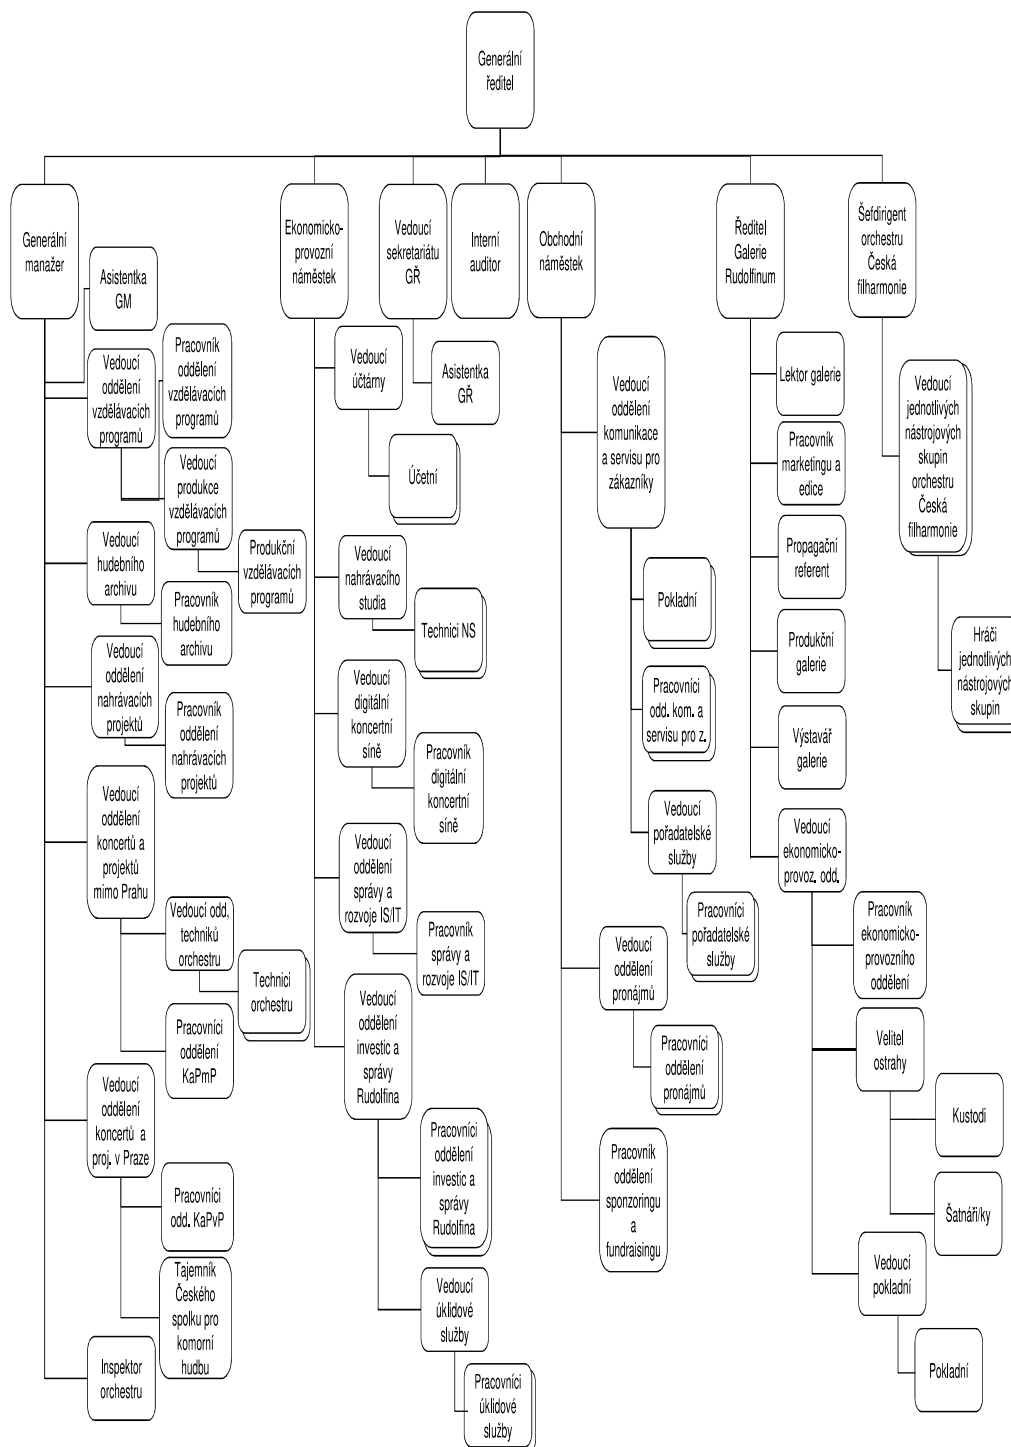 Generální
ředitel
Generální
manažer
Asistentka
GM
Vedoucí
oddělení
vzdělávacích
programů
Pracovník
oddělení
vzdělávacích
programů
Vedoucí
produkce
vzdělávacích
programů
Produkční
vzdělávacích
programů
Vedoucí
hudebního
archivu
Pracovník
hudebního
archivu
Vedoucí
oddělení
nahrávacích
projektů
Pracovník
oddělení
nahrávacích
projektů
Vedoucí
oddělení
koncertů a
projektů
mimo Prahu
Vedoucí odd,
techniků
orchestru
Technici
orchestru
Pracovníci
oddělení
KaPmP
Vedoucí
oddělení
koncertů a
proj. v Praze
Pracovníci
odd. KaPvP
Tajemník
Českého
spolku pro
komorní
hudbu
Inspektor
orchestru
Ekonomicko-
provozní
náměstek
Vedoucí
účtárny
Účetní
Vedoucí
nahrávacího
studia
Technici NS
Vedoucí
digitální
koncertní
síně
Pracovník
digitální
koncertní
síně
Vedoucí
oddělení
správy a
rozvoje IS/IT
Pracovník
správy a
rozvoje IS/IT
Vedoucí
oddělení
investic a
správy
Rudolfina
Pracovníci
oddělení
investic a
správy
Rudolfina
Vedoucí
úklidové
služby
Pracovníci
úklidové
služby
Vedoucí
sekretariátu
GŘ
Asistentka
GŘ
Interní
auditor
Obchodní
náměstek
Vedoucí
oddělení
komunikace
a servisu pro
zákazníky
Pokladní
Pracovníci
odd. kom. a
servisu pro z.
Vedoucí
pořadatelské
služby
Pracovníci
pořadatelské
služby
Vedoucí
oddělení
pronájmů
Pracovníci
oddělení
pronájmů
Pracovník
oddělení
sponzoringu
a
fundraisingu
Ředitel
Galerie
Rudolfinum
Lektor galerie
Pracovník
marketingu a
edice
Propagační
referent
Produkční
galerie
Výstavář
galerie
Vedoucí
ekonomicko-
provoz. odd.
Pracovník
ekonomicko-
provozního
oddělení
Velitel
ostrahy
Kustodi
Šatnáři/ky
Vedoucí
pokladní
Pokladní
Šefdirigent
orchestru
Česká
filharmonie
Vedoucí
jednotlivých
nástrojových
skupin
orchestru
Česká
filharmonie
Hráči
jednotlivých
nástrojových
skupin